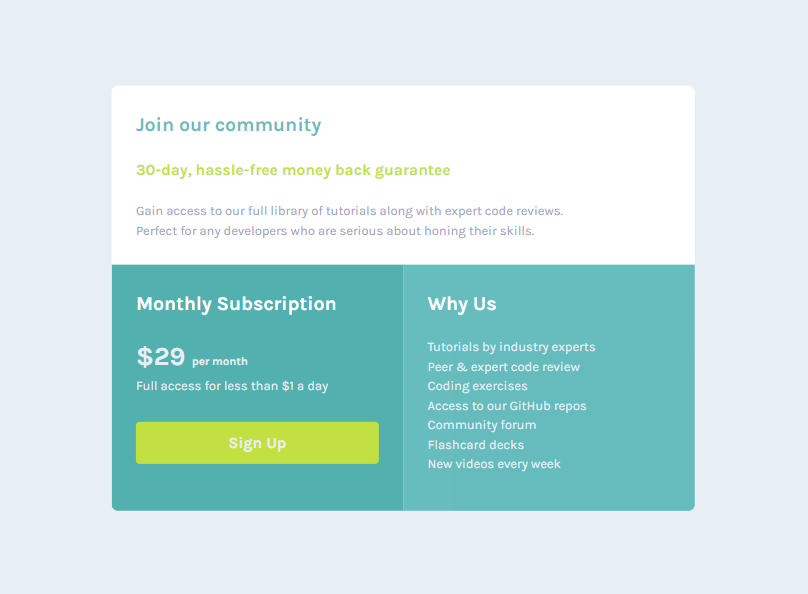 Join our community
30-day, hassle-free money back guarantee
Gain access to our full library of tutorials along with expert code reviews.
Perfect for any developers who are serious about honing their skills.
Monthly Subscription
$29 per month
Full access for less than $1 a day
Sign Up
Why Us
Tutorials by industry experts
Peer & expert code review
Coding exercises
Access to our GitHub repos
Community forum
Flashcard decks
New videos every week